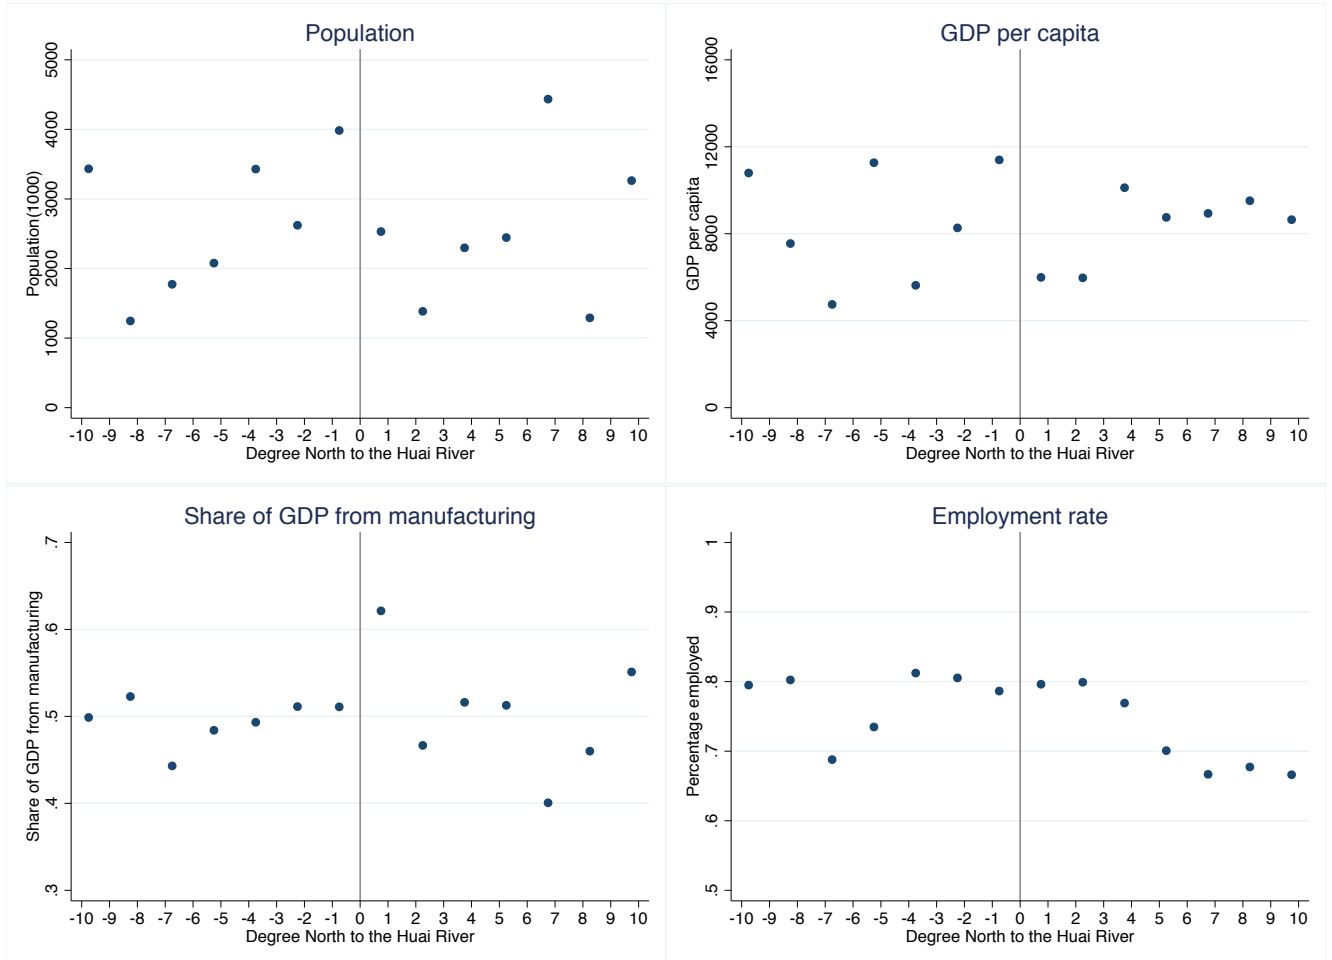 Population
Population(1000)
5000
4000
3000
2000
1000
0
-10 -9 -8 -7 -6 -5 -4 -3 -2 -1 0 1 2 3 4 5 6 7 8 9 10
Degree North to the Huai River
GDP per capita
GDP per capita
16000
12000
8000
4000
0
-10 -9 -8 -7 -6 -5 -4 -3 -2 -1 0 1 2 3 4 5 6 7 8 9 10
Degree North to the Huai River
Share of GDP from manufacturing
Share of GDP from manufacturing
.7
.6
.5
.4
.3
-10 -9 -8 -7 -6 -5 -4 -3 -2 -1 0 1 2 3 4 5 6 7 8 9 10
Degree North to the Huai River
Employment rate
Percentage employed
1
.9
.8
.7
.6
.5
-10 -9 -8 -7 -6 -5 -4 -3 -2 -1 0 1 2 3 4 5 6 7 8 9 10
Degree North to the Huai River